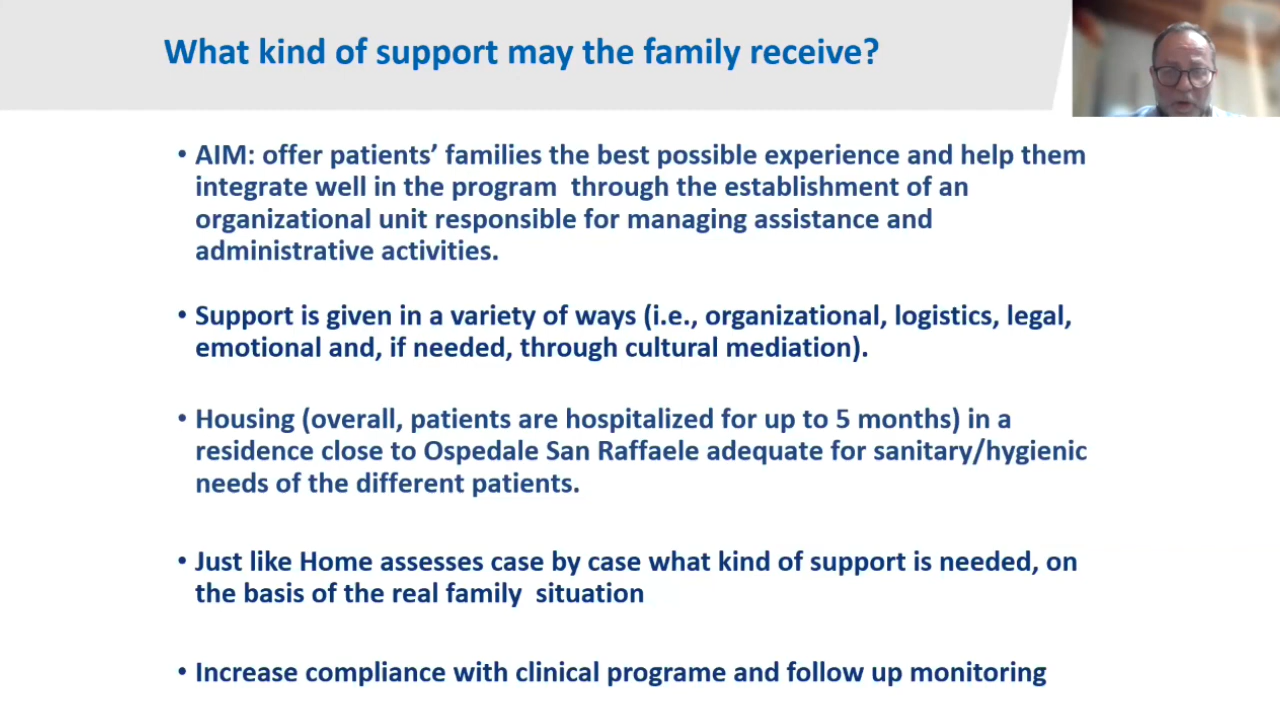 What kind of support may the family receive?
• AIM: offer patients’ families the best possible experience and help them
integrate well in the program  through the establishment of an
organizational unit responsible for managing assistance and
administrative activities.
• Support is given in a variety of ways (i.e., organizational, logistics, legal,
emotional and, if needed, through cultural mediation).
• Housing (overall, patients are hospitalized for up to 5 months) in a
residence close to Ospedale San Raffaele adequate for sanitary/hygienic
needs of the different patients.
• Just like Home assesses case by case what kind of support is needed, on
the basis of the real family  situation
• Increase compliance with clinical programe and follow up monitoring